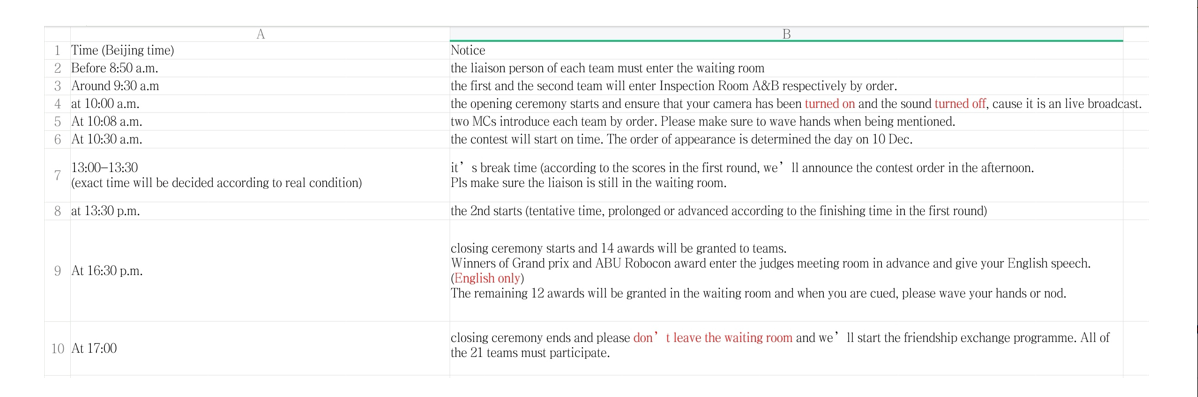 A B
1 Time (Beijing time) Notice
2 Before 8:50 a.m. the liaison person of each team must enter the waiting room
3 Around 9:30 a.m the first and the second team will enter Inspection Room A&B respectively by order.
4 at 10:00 a.m. the opening ceremony starts and ensure that your camera has been turned on and the sound turned off, cause it is an live broadcast.
5 At 10:08 a.m. two MCs introduce each team by order. Please make sure to wave hands when being mentioned.
6 At 10:30 a.m. the contest will start on time. The order of appearance is determined the day on 10 Dec.
7 13:00–13:30
(exact time will be decided according to real condition)
it’s break time (according to the scores in the first round, we’ll announce the contest order in the afternoon.
Pls make sure the liaison is still in the waiting room.
8 at 13:30 p.m. the 2nd starts (tentative time, prolonged or advanced according to the finishing time in the first round)
9 At 16:30 p.m.
closing ceremony starts and 14 awards will be granted to teams.
Winners of Grand prix and ABU Robocon award enter the judges meeting room in advance and give your English speech.
(English only)
The remaining 12 awards will be granted in the waiting room and when you are cued, please wave your hands or nod.
10 At 17:00
closing ceremony ends and please don’t leave the waiting room and we’ll start the friendship exchange programme. All of
the 21 teams must participate.